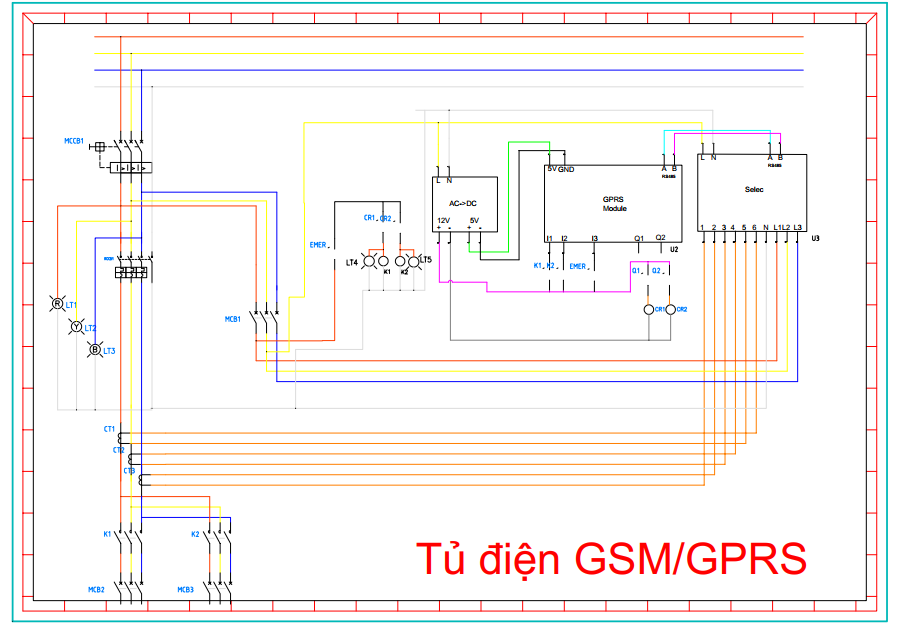 MCCB1
L N
AC->DC
12V 5V
+ - + -
5V GND
GPRS
Module
A B
RS485
I1 I2 I3 Q1 Q2
U2
L N
A B
RS485
Selec
1 2 3 4 5 6 N L1 L2 L3
U3
CR1 CR2
EMER
LT4
K1
K2
LT5
K1 K2 EMER
Q1 Q2
CR1 CR2
R LT1
Y LT2
B LT3
MCB1
CT1
CT2
CT3
K1
K2
MCB2
MCB3
Tủ điện GSM/GPRS